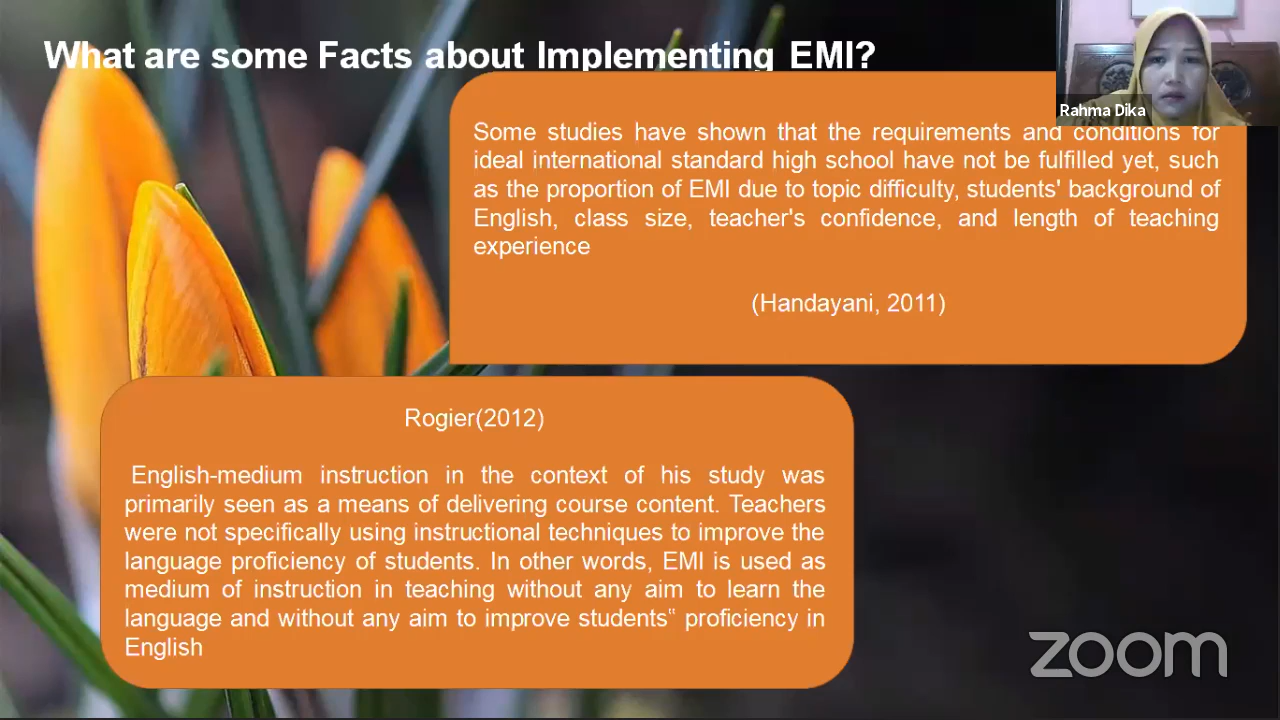 What are some Facts about Implementing EMI?
Rahma Dika
Some studies have shown that the requirements and conditions for
ideal international standard high school have not be fulfilled yet, such
as the proportion of EMI due to topic difficulty, students' background of
English, class size, teacher's confidence, and length of teaching
experience
(Handayani, 2011)
Rogier(2012)
English-medium instruction in the context of his study was
primarily seen as a means of delivering course content. Teachers
were not specifically using instructional techniques to improve the
language proficiency of students. In other words, EMI is used as
medium of instruction in teaching without any aim to learn the
language and without any aim to improve students‟ proficiency in
English
zoom